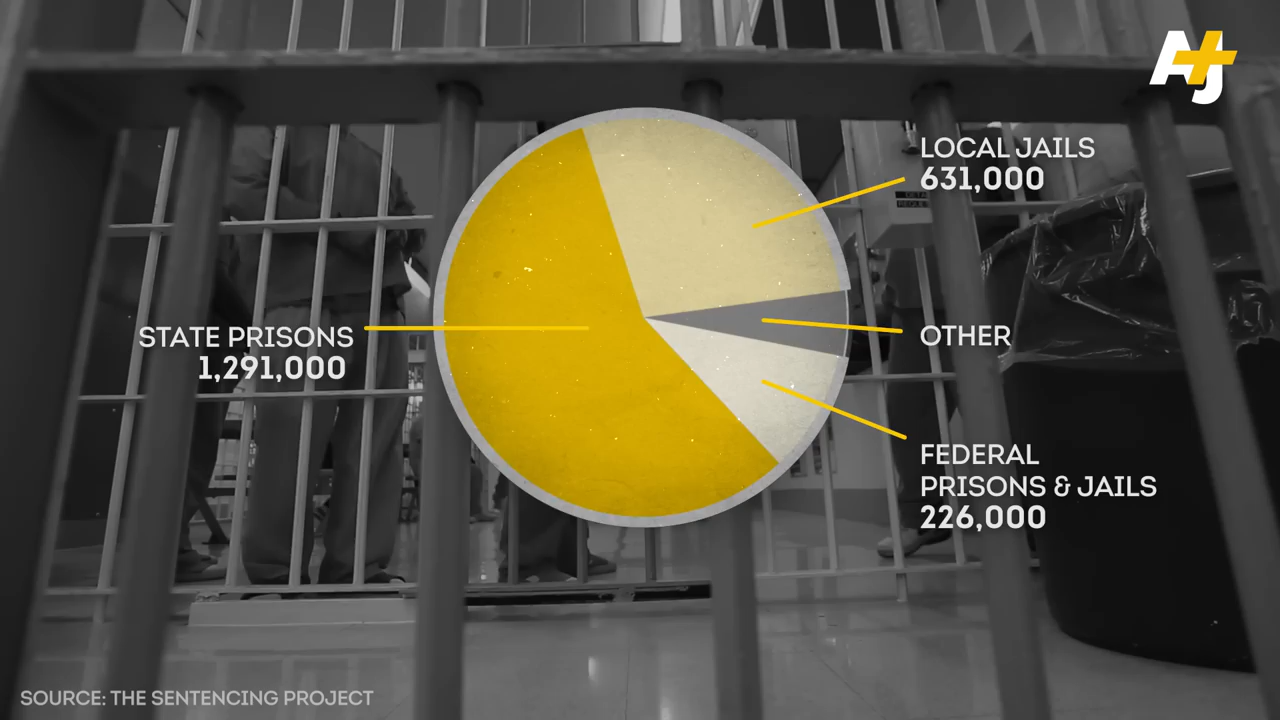 AJ+
LOCAL JAILS
631,000
STATE PRISONS
1,291,000
OTHER
FEDERAL
PRISONS & JAILS
226,000
SOURCE: THE SENTENCING PROJECT